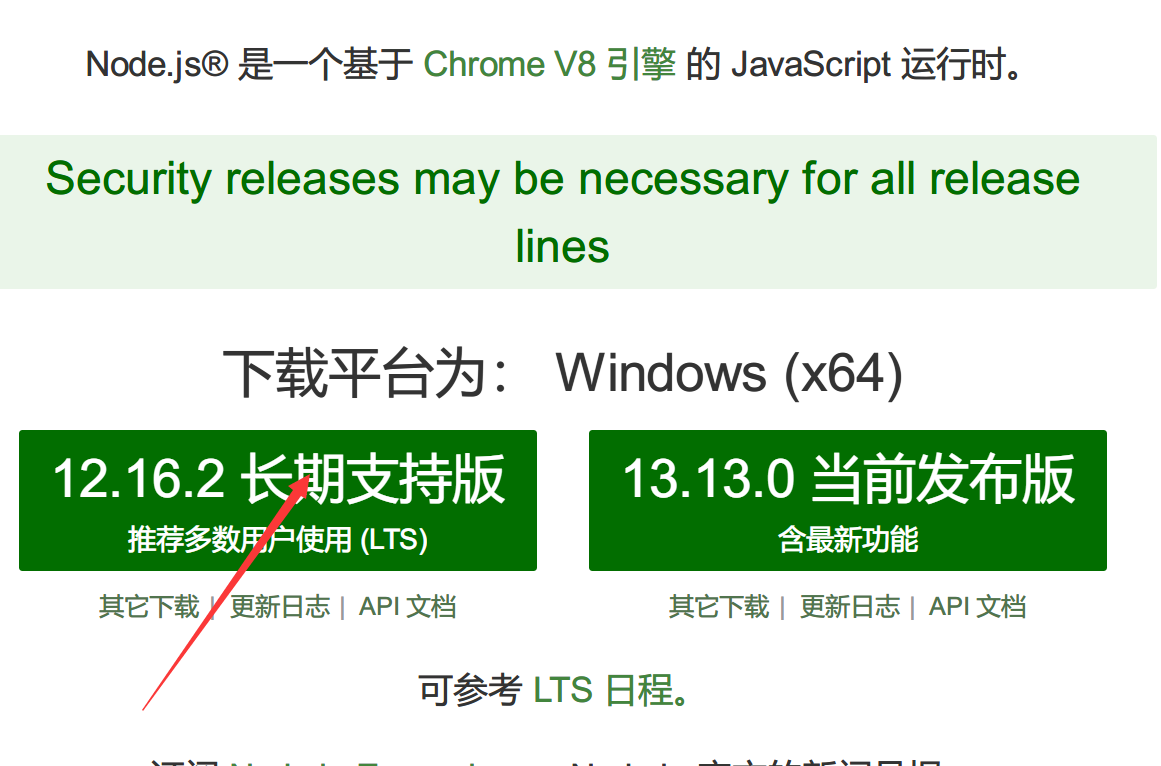 Node.js® 是一个基于 Chrome V8 引擎 的 JavaScript 运行时。
Security releases may be necessary for all release
lines
下载平台为： Windows (x64)
12.16.2 长期支持版
推荐多数用户使用 (LTS)
其它下载 | 更新日志 | API 文档
13.13.0 当前发布版
含最新功能
其它下载 | 更新日志 | API 文档
可参考 LTS 日程。